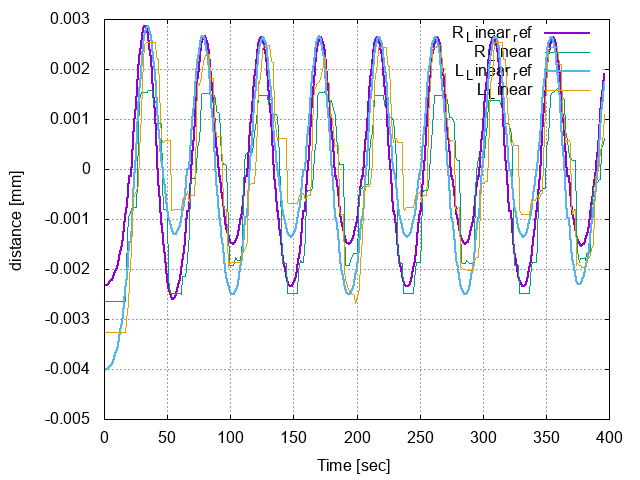 0.003
0.002
0.001
0
-0.001
-0.002
-0.003
-0.004
-0.005
distance [mm]
R_Linear_ref
R_Linear
L_Linear_ref
L_Linear
0 50 100 150 200 250 300 350 400
Time [sec]